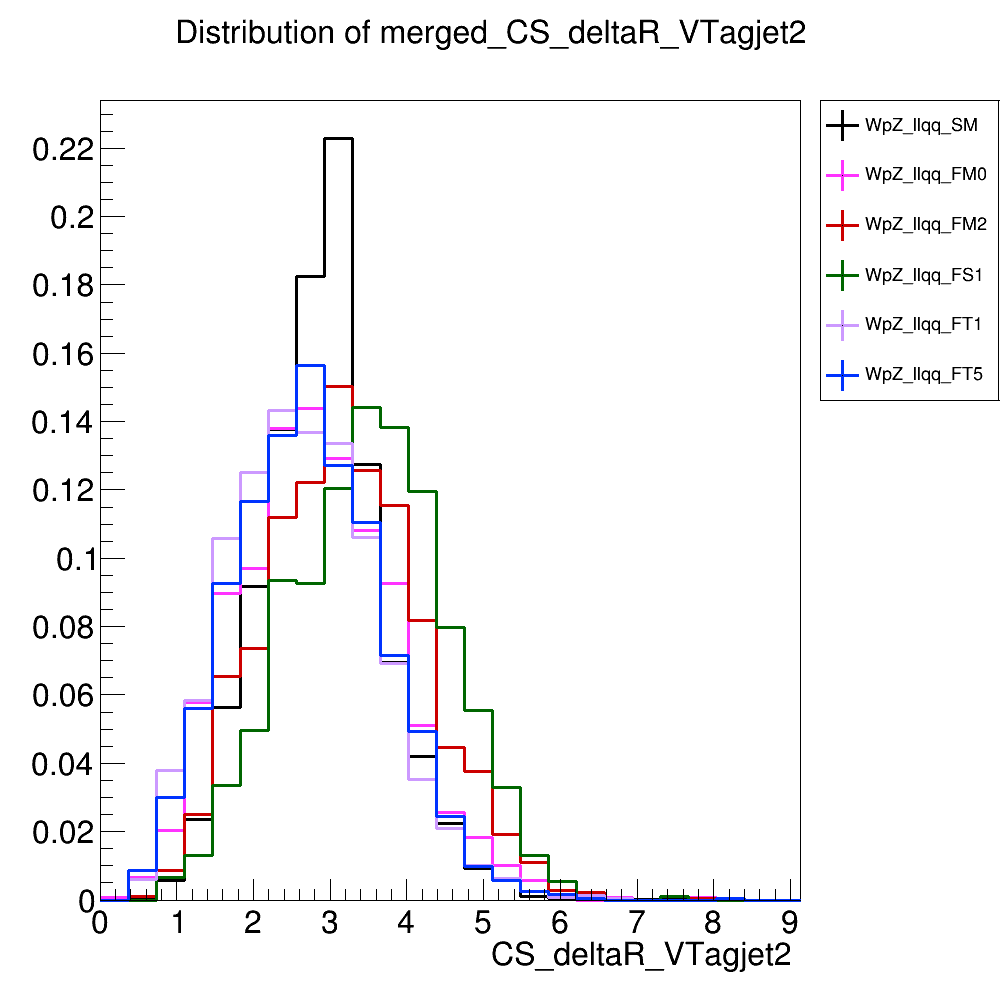 Distribution of merged_CS_deltaR_VTagjet2
WpZ_llqq_SM
WpZ_llqq_FM0
WpZ_llqq_FM2
WpZ_llqq_FS1
WpZ_llqq_FT1
WpZ_llqq_FT5
0.22
0.2
0.18
0.16
0.14
0.12
0.1
0.08
0.06
0.04
0.02
0
0 1 2 3 4 5 6 7 8 9
CS_deltaR_VTagjet2